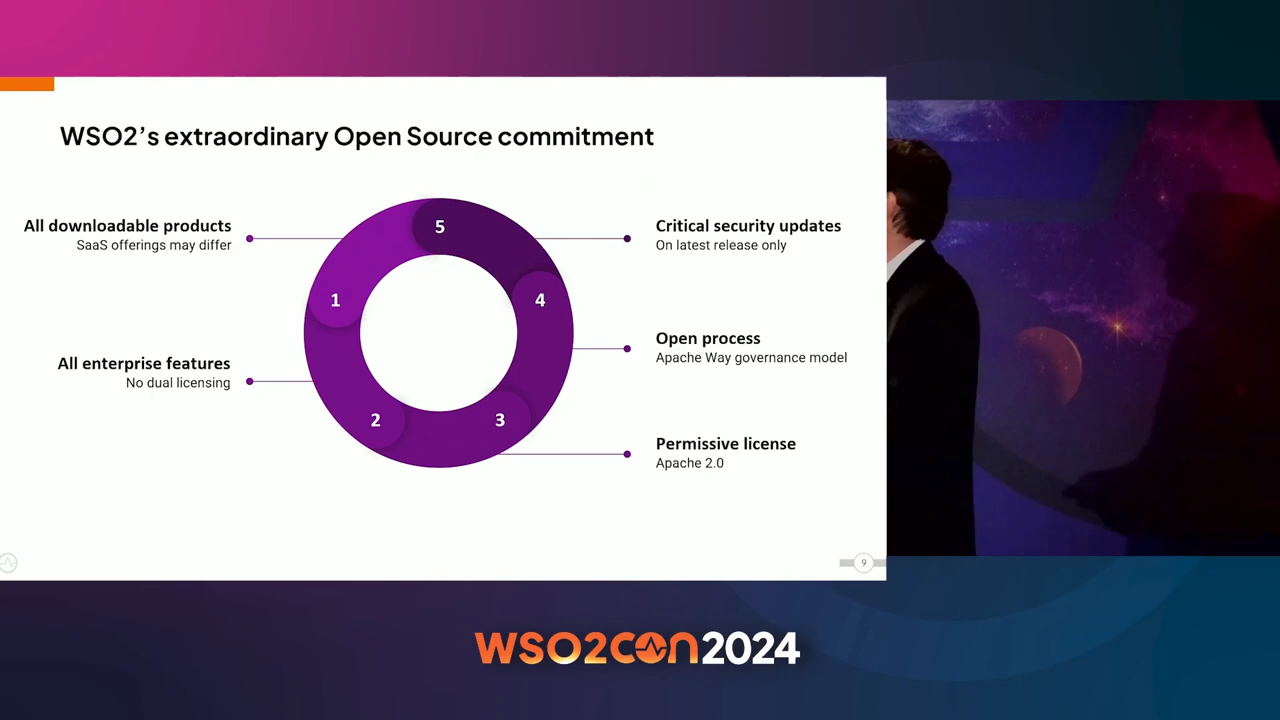 WSO2's extraordinary Open Source commitment
All downloadable products
SaaS offerings may differ
All enterprise features
No dual licensing
5
1
4
2
3
Critical security updates
On latest release only
Open process
Apache Way governance model
Permissive license
Apache 2.0
9
WSO2CON2024